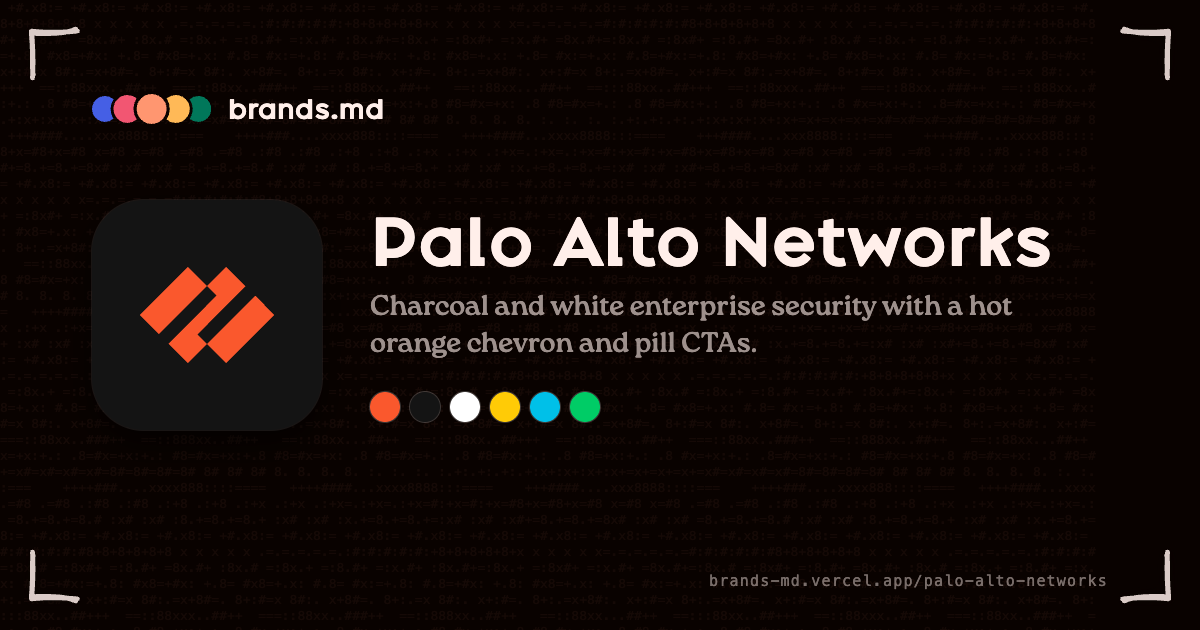 brands.md
Palo Alto Networks
Charcoal and white enterprise security with a hot
orange chevron and pill CTAs.
brands-md.vercel.app/palo-alto-networks